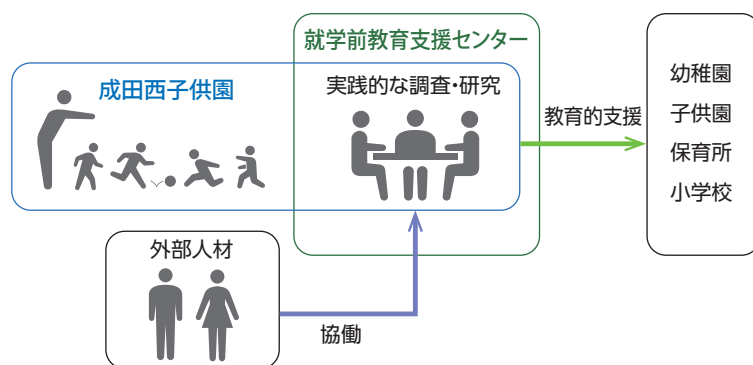 就学前教育支援センター
成田西子供園
実践的な調査・研究
教育的支援
幼稚園
子供園
保育所
小学校
外部人材
協働